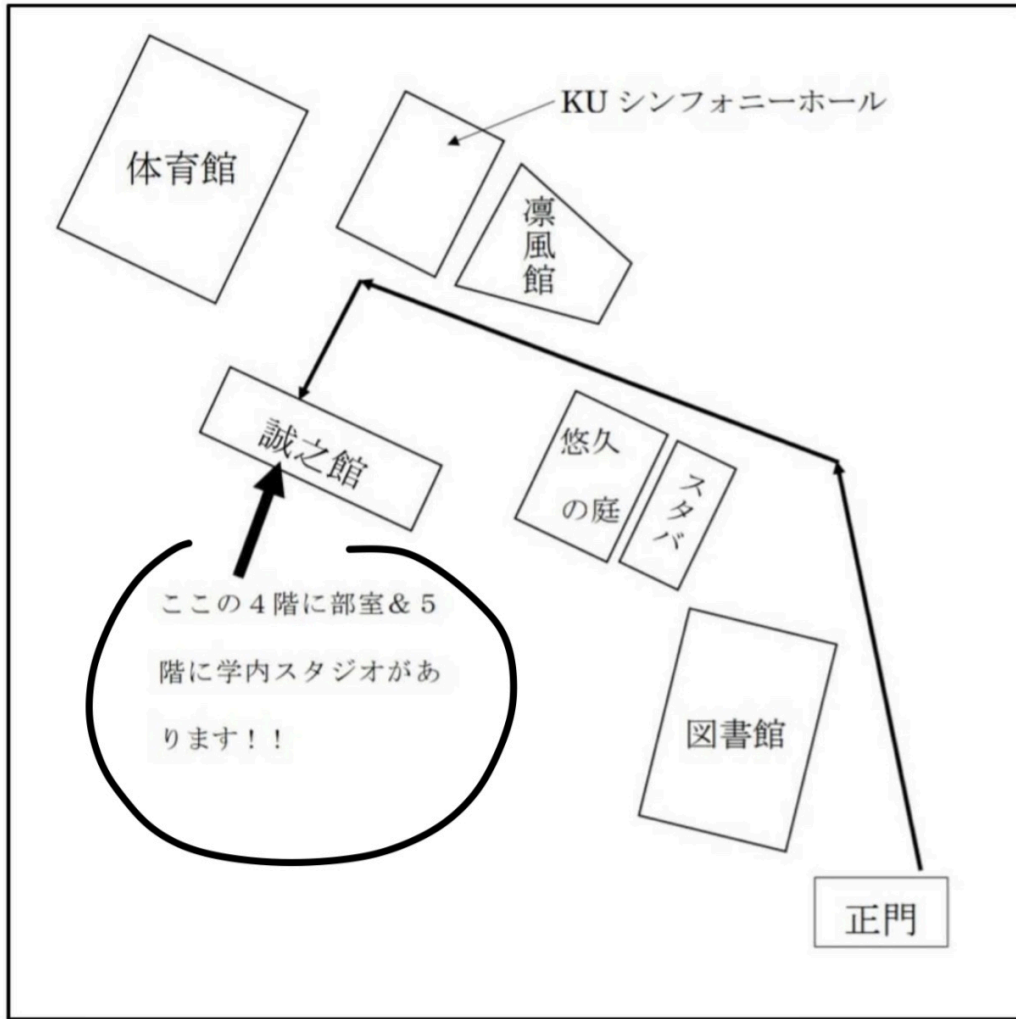 KU シンフォニーホール
体育館
凛風館
誠之館
悠久
の庭
スタバ
ここの４階に部室＆５
階に学内スタジオがあ
ります！！
図書館
正門